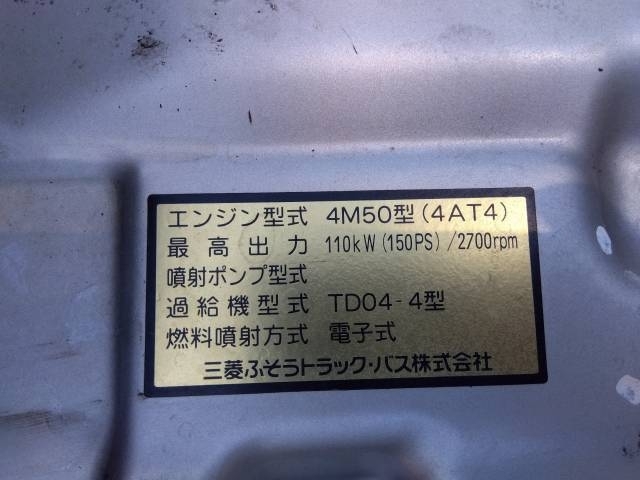 エンジン型式 4M50型(4AT4)
最高出力 110kW(150PS)/2700rpm
噴射ポンプ型式
過給機型式 TD04-4型
燃料噴射方式 電子式
三菱ふそうトラック・バス株式会社